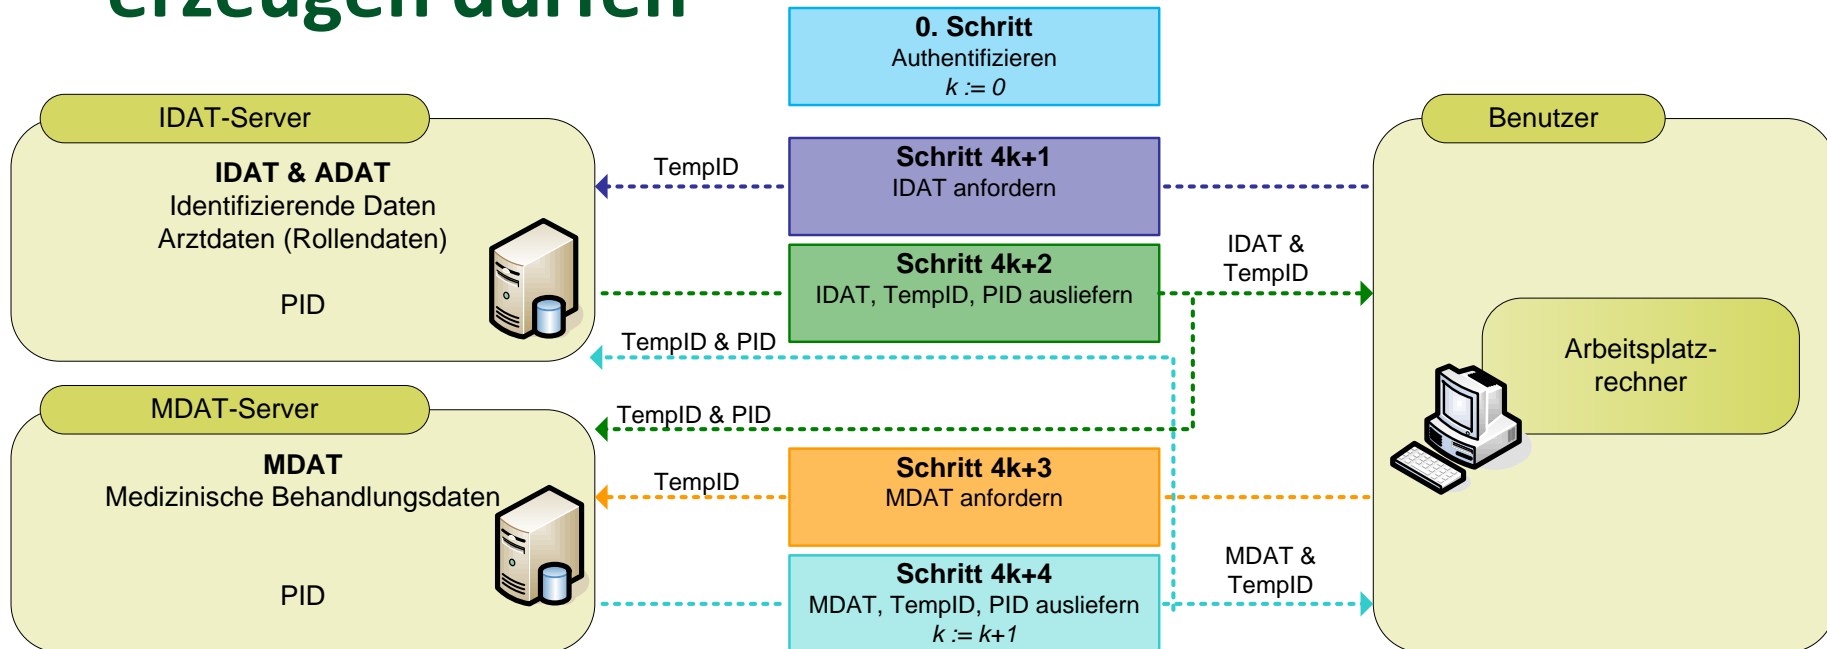 erzeugen dürfen
0. Schritt
Authentifizieren
k := 0
IDAT-Server
IDAT & ADAT
Identifizierende Daten
Arztdaten (Rollendaten)
PID
TempID
Schritt 4k+1
IDAT anfordern
Schritt 4k+2
IDAT, TempID, PID ausliefern
IDAT &
TempID
TempID & PID
MDAT-Server
MDAT
Medizinische Behandlungsdaten
PID
TempID & PID
TempID
Schritt 4k+3
MDAT anfordern
Schritt 4k+4
MDAT, TempID, PID ausliefern
k := k+1
MDAT &
TempID
Benutzer
Arbeitsplatz-
rechner